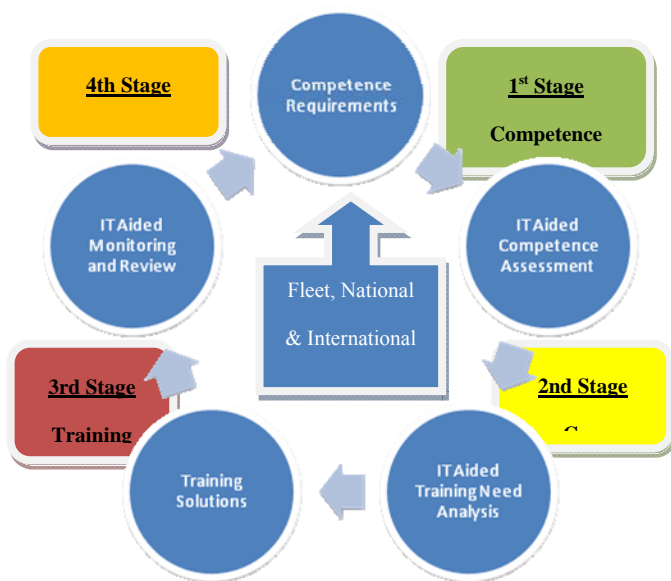 4th Stage
Competence
Requirements
1st Stage
Competence
IT Aided
Monitoring
and Review
IT Aided
Competence
Assessment
Fleet, National
& International
3rd Stage
Training
2nd Stage
Training
Solutions
IT Aided
Training Need
Analysis